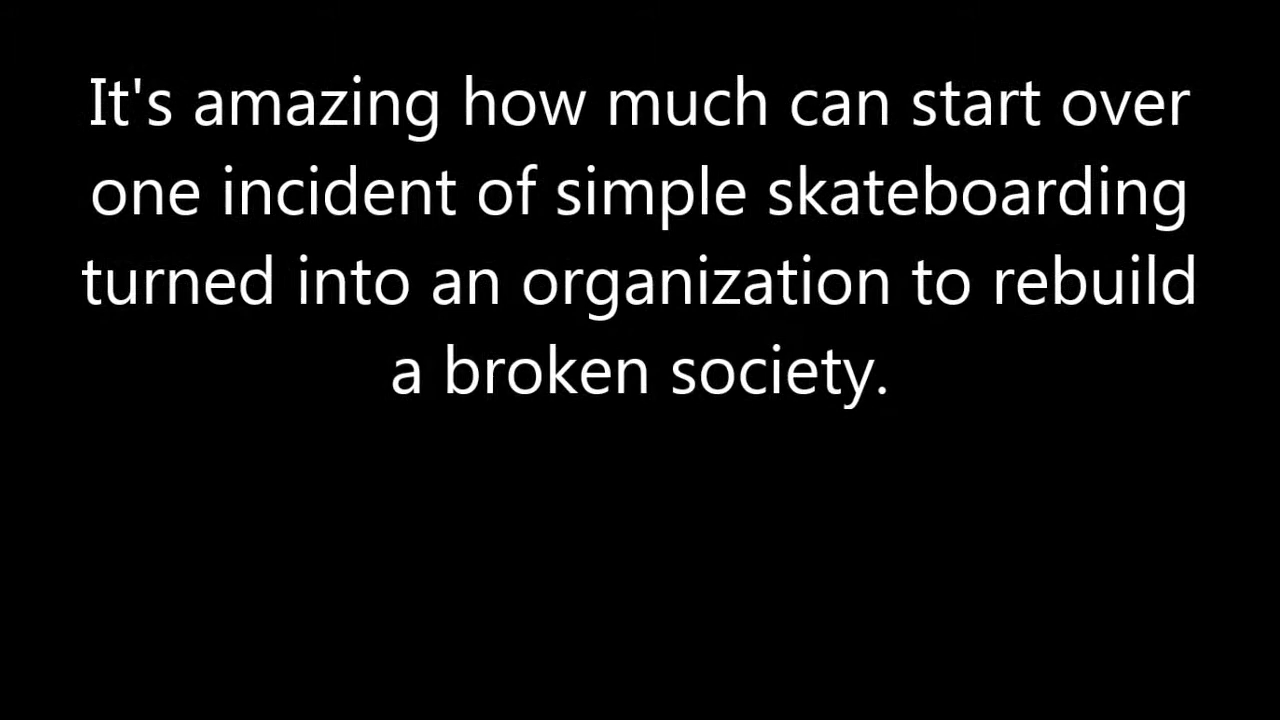 It's amazing how much can start over
one incident of simple skateboarding
turned into an organization to rebuild
a broken society.